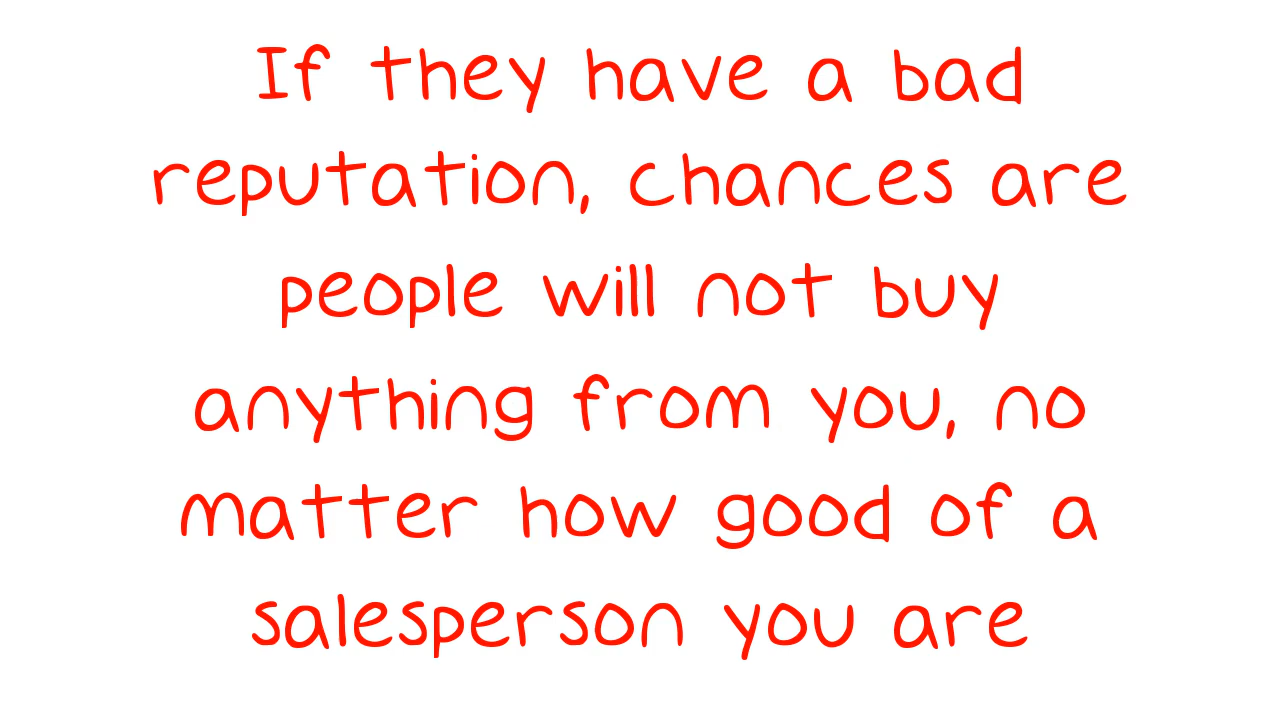 If they have a bad
reputation, chances are
people will not buy
anything from you, no
matter how good of a
salesperson you are